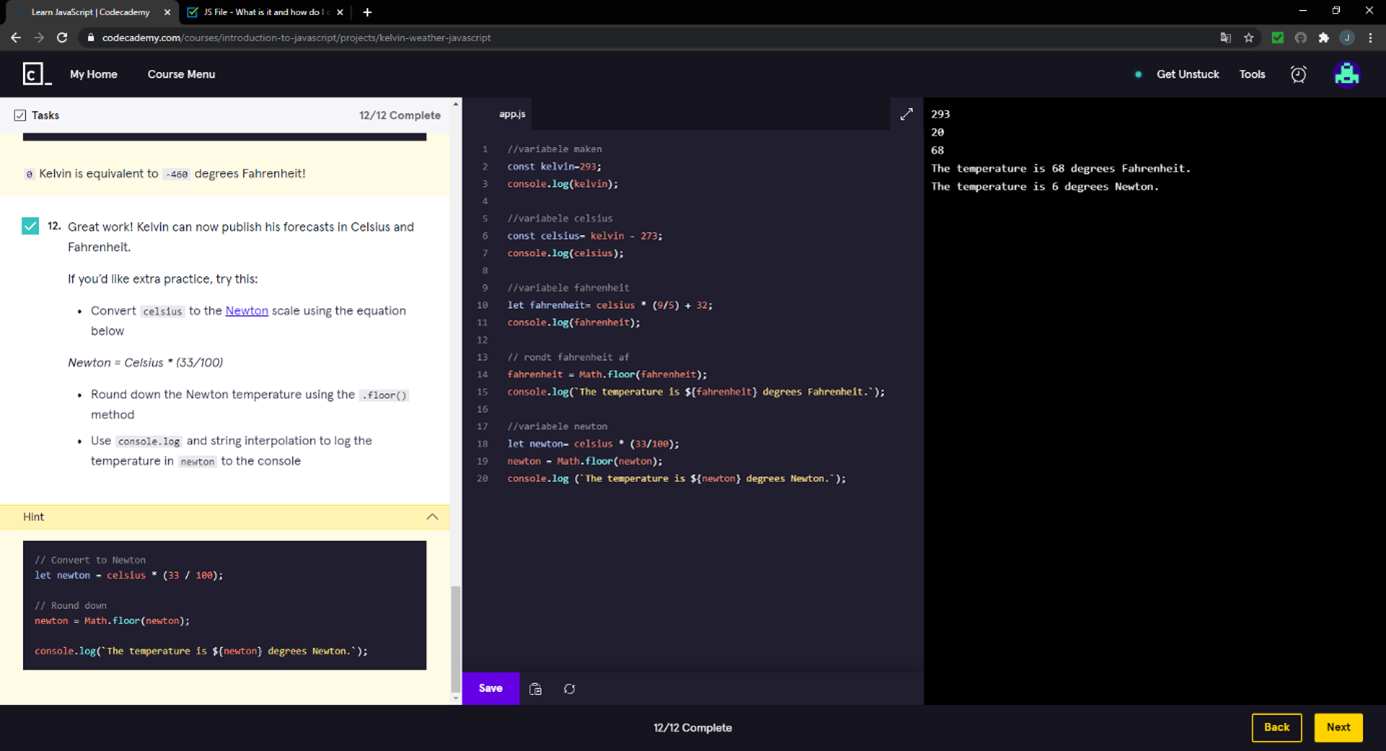 Learn JavaScript | Codecademy
JS File - What is it and how do I
codecademy.com/courses/introduction-to-javascript/projects/kelvin-weather-javascript
J
c
My Home
Course Menu
Get Unstuck
Tools
Tasks
12/12 Complete
0 Kelvin is equivalent to -460 degrees Fahrenheit!
12. Great work! Kelvin can now publish his forecasts in Celsius and
Fahrenheit.
If you'd like extra practice, try this:
• Convert celsius to the Newton scale using the equation
below
Newton = Celsius * (33/100)
• Round down the Newton temperature using the .floor()
method
• Use console.log and string interpolation to log the
temperature in newton to the console
Hint
// Convert to Newton
let newton = celsius * (33 / 100);
// Round down
newton = Math.floor(newton);
console.log(`The temperature is ${newton} degrees Newton.`);
app.js
1 //variabele maken
2 const kelvin=293;
3 console.log(kelvin);
4
5 //variabele celsius
6 const celsius= kelvin - 273;
7 console.log(celsius);
8
9 //variabele fahrenheit
10 let fahrenheit= celsius * (9/5) + 32;
11 console.log(fahrenheit);
12
13 // rondt fahrenheit af
14 fahrenheit = Math.floor(fahrenheit);
15 console.log(`The temperature is ${fahrenheit} degrees Fahrenheit.`);
16
17 //variabele newton
18 let newton= celsius * (33/100);
19 newton = Math.floor(newton);
20 console.log (`The temperature is ${newton} degrees Newton.`);
Save
293
20
68
The temperature is 68 degrees Fahrenheit.
The temperature is 6 degrees Newton.
12/12 Complete
Back
Next